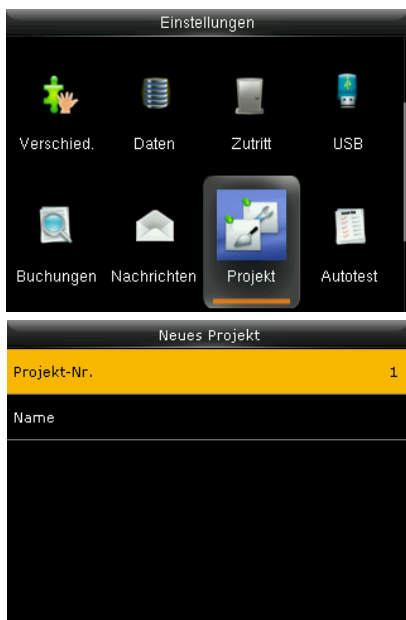 Einstellungen
Verschied. Daten Zutritt USB
Buchungen Nachrichten Projekt Autotest
Neues Projekt
Projekt-Nr. 1
Name